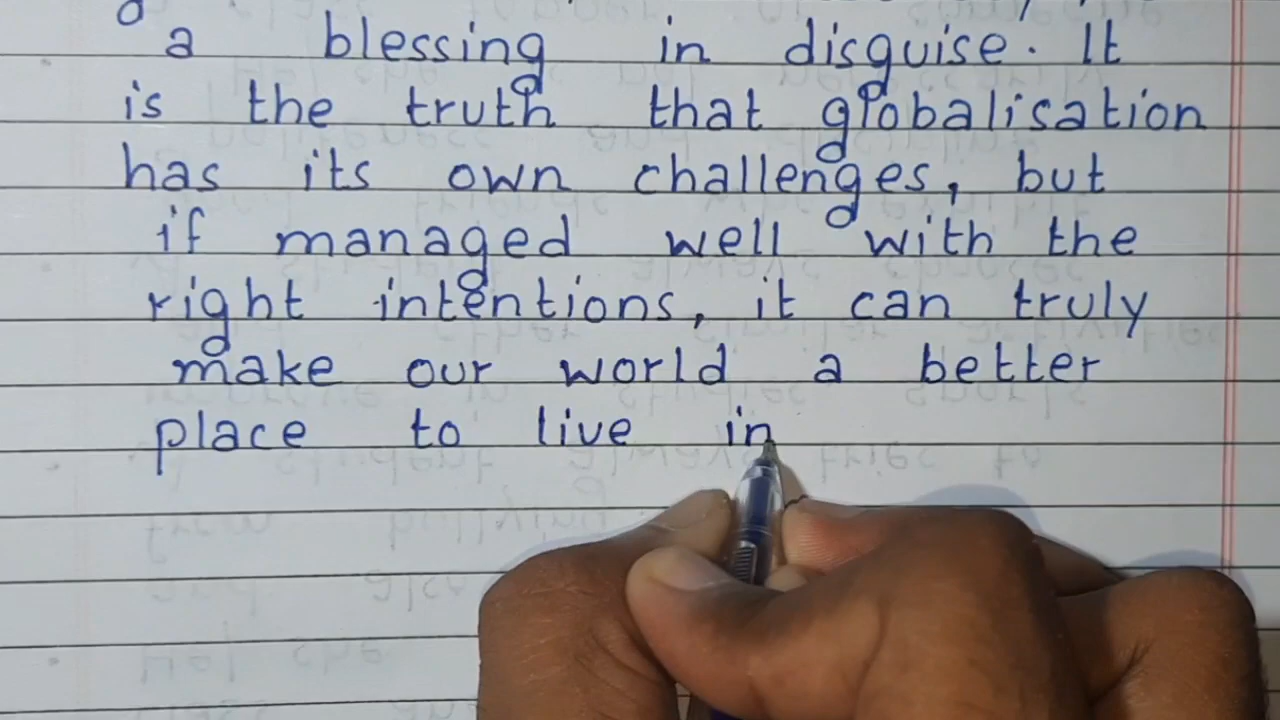 a blessing in disguise. It
is the truth that globalisation
has its own challenges, but
if managed well with the
right intentions, it can truly
make our world a better
place to live in